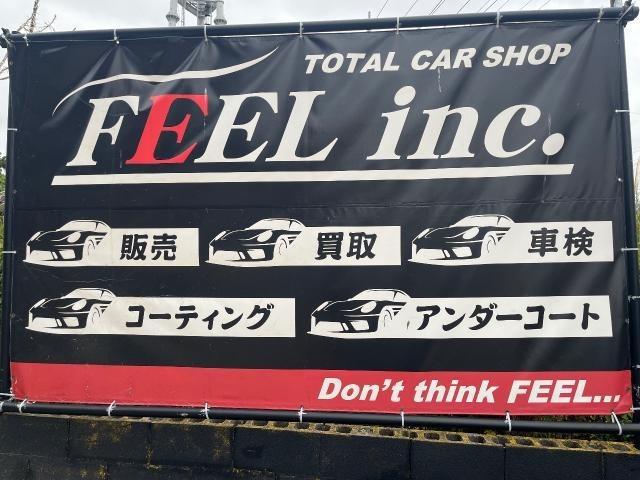 TOTAL CAR SHOP
FEEL inc.
販売 買取 車検
コーティング アンダーコート
Don't think FEEL...